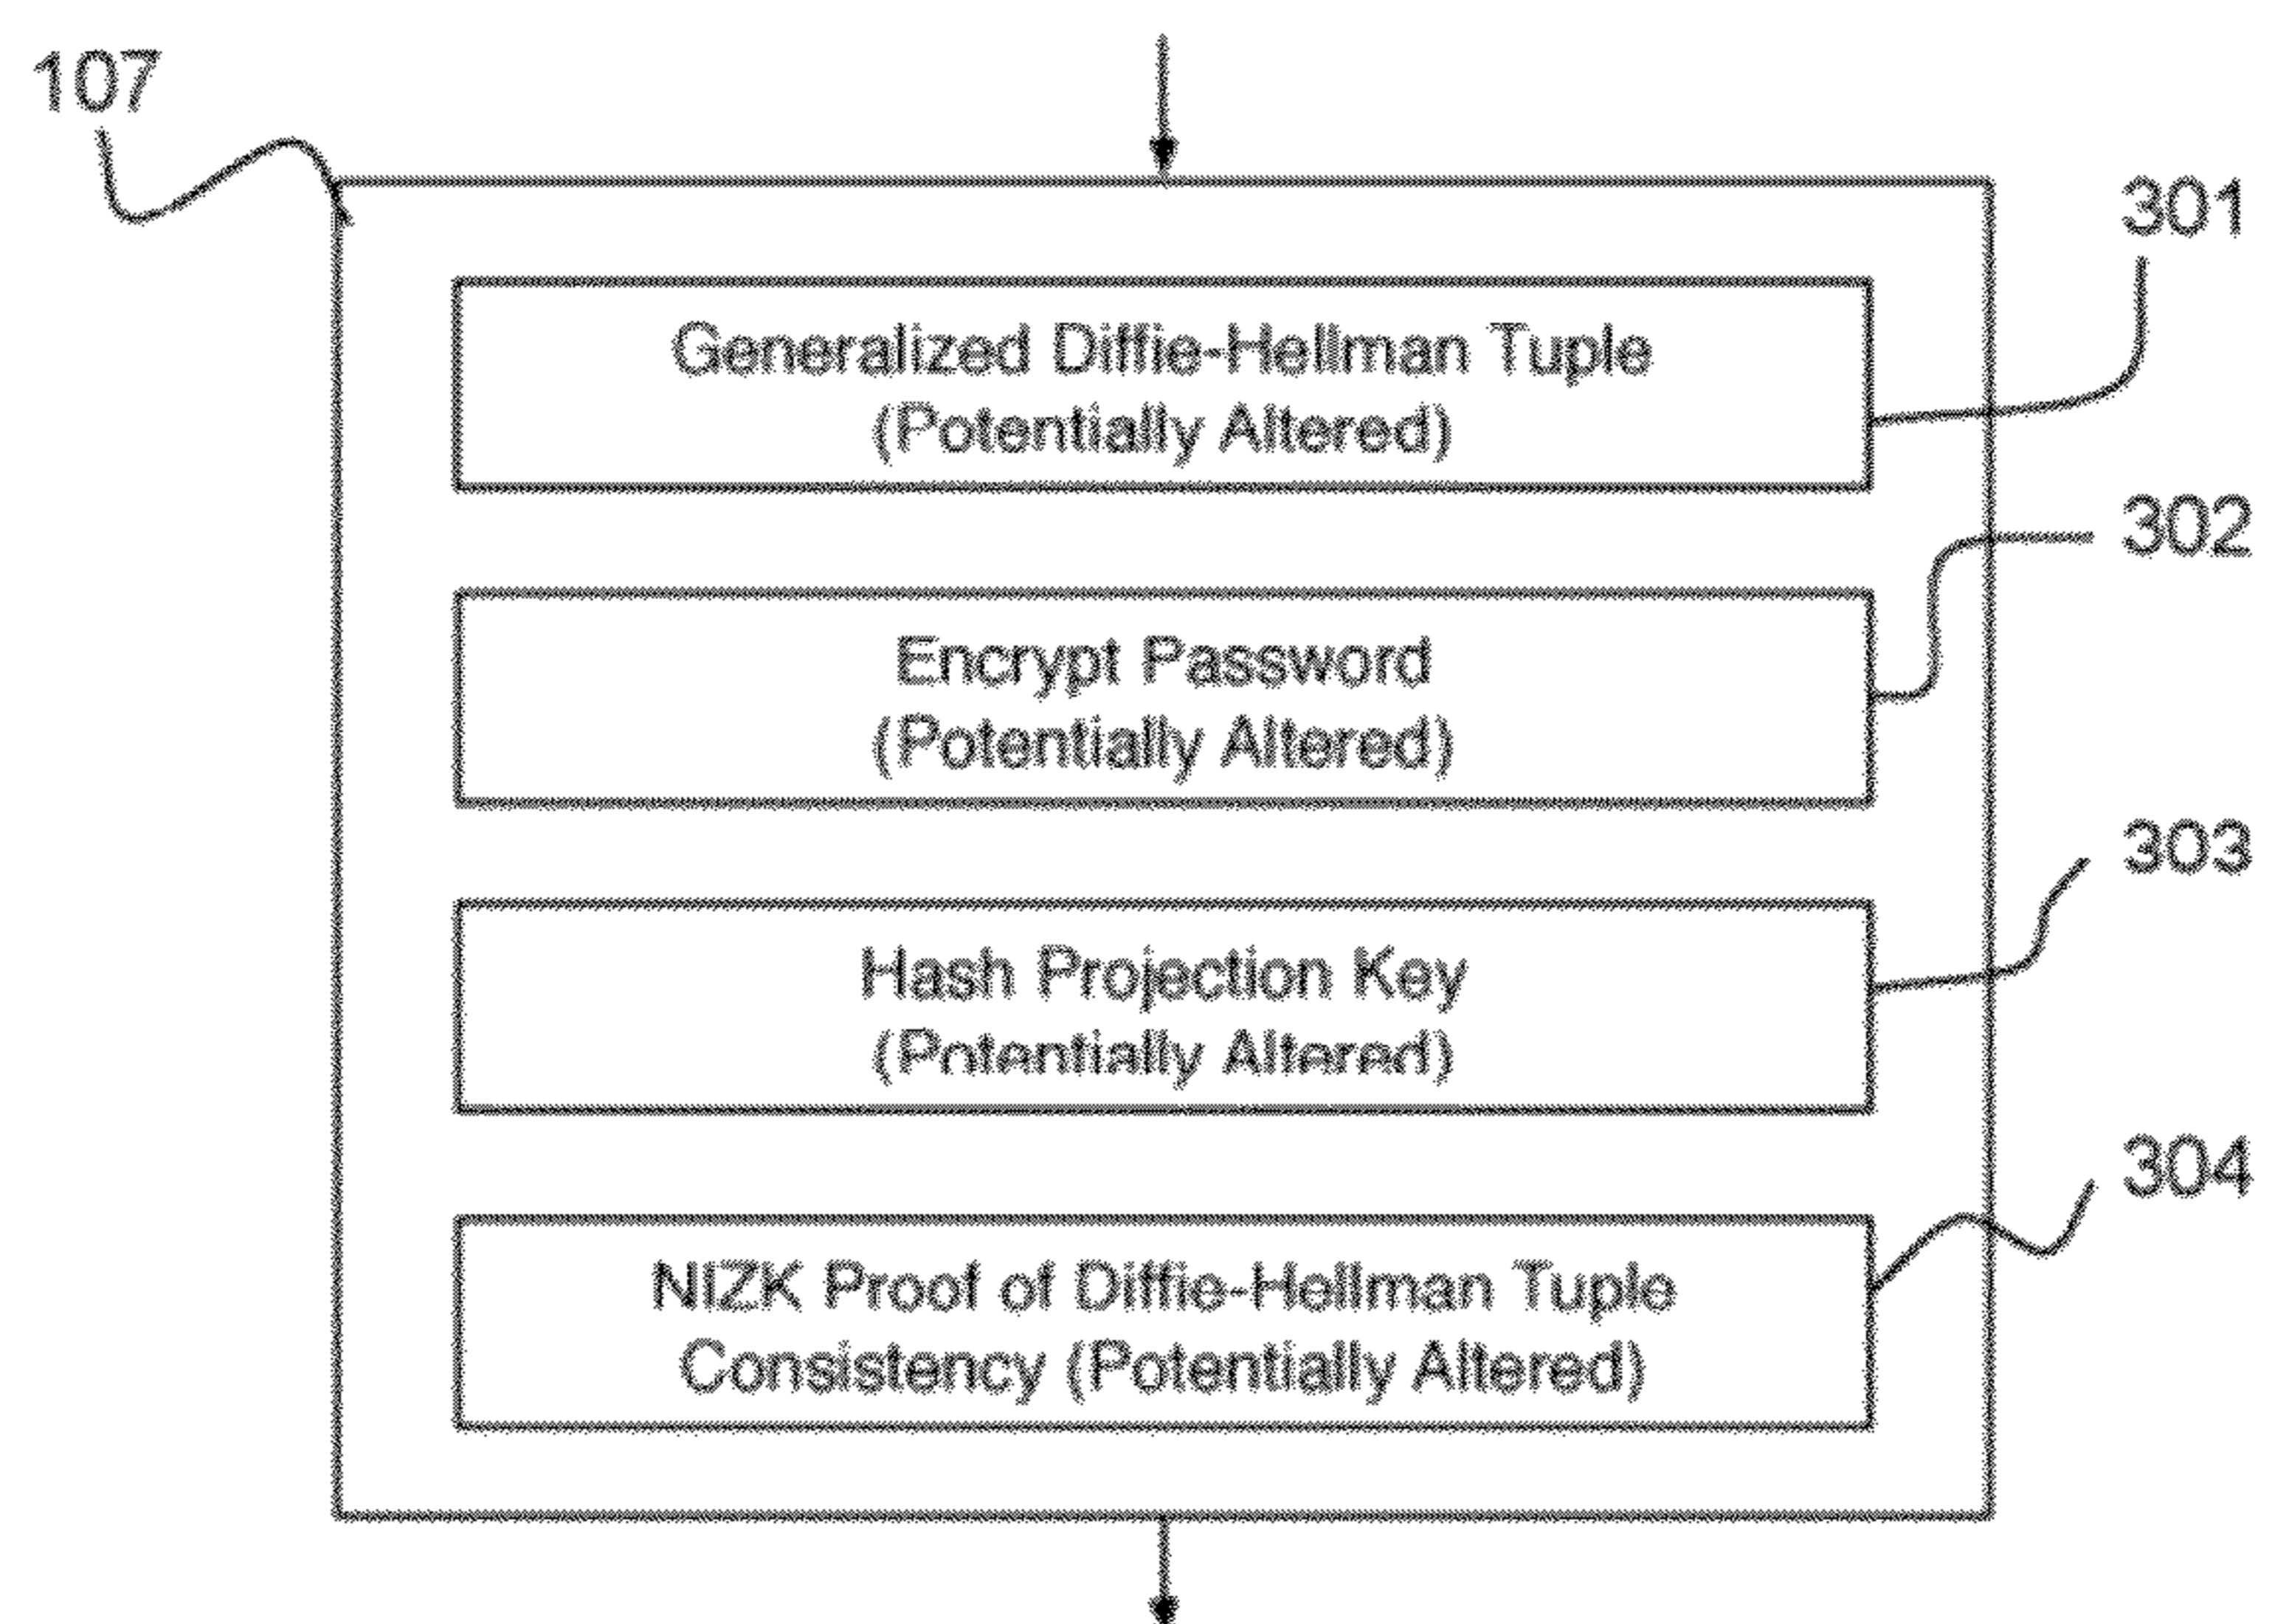 107
301
Generalized Diffie-Hellman Tuple
(Potentially Altered)
302
Encrypt Password
(Potentially Altered)
303
Hash Projection Key
(Potentially Altered)
304
NIZK Proof of Diffie-Hellman Tuple
Consistency (Potentially Altered)